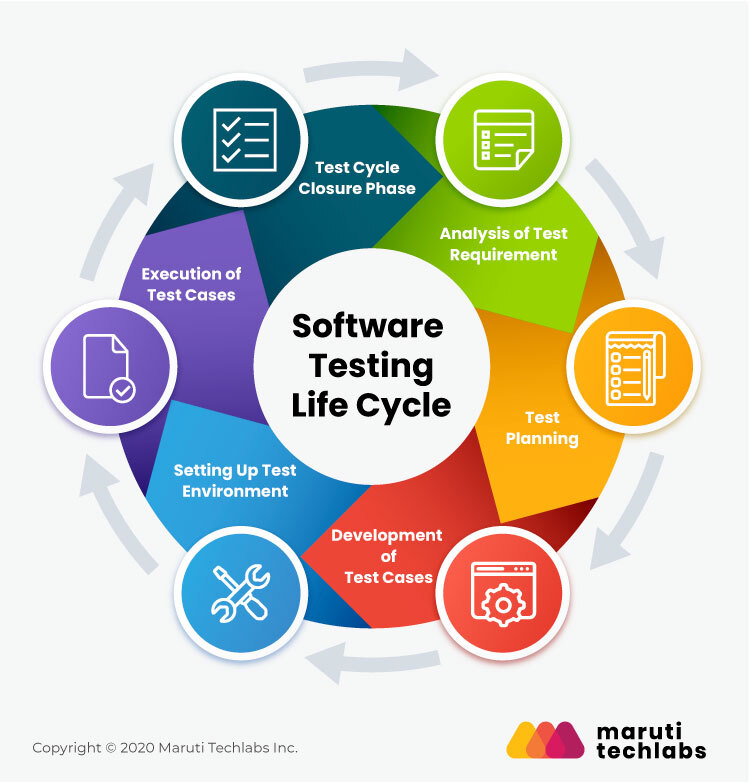 Software
Testing
Life Cycle
Analysis of Test
Requirement
Test
Planning
Development
of
Test Cases
Setting Up Test
Environment
Execution of
Test Cases
Test Cycle
Closure Phase
Copyright © 2020 Maruti Techlabs Inc.
maruti
techlabs